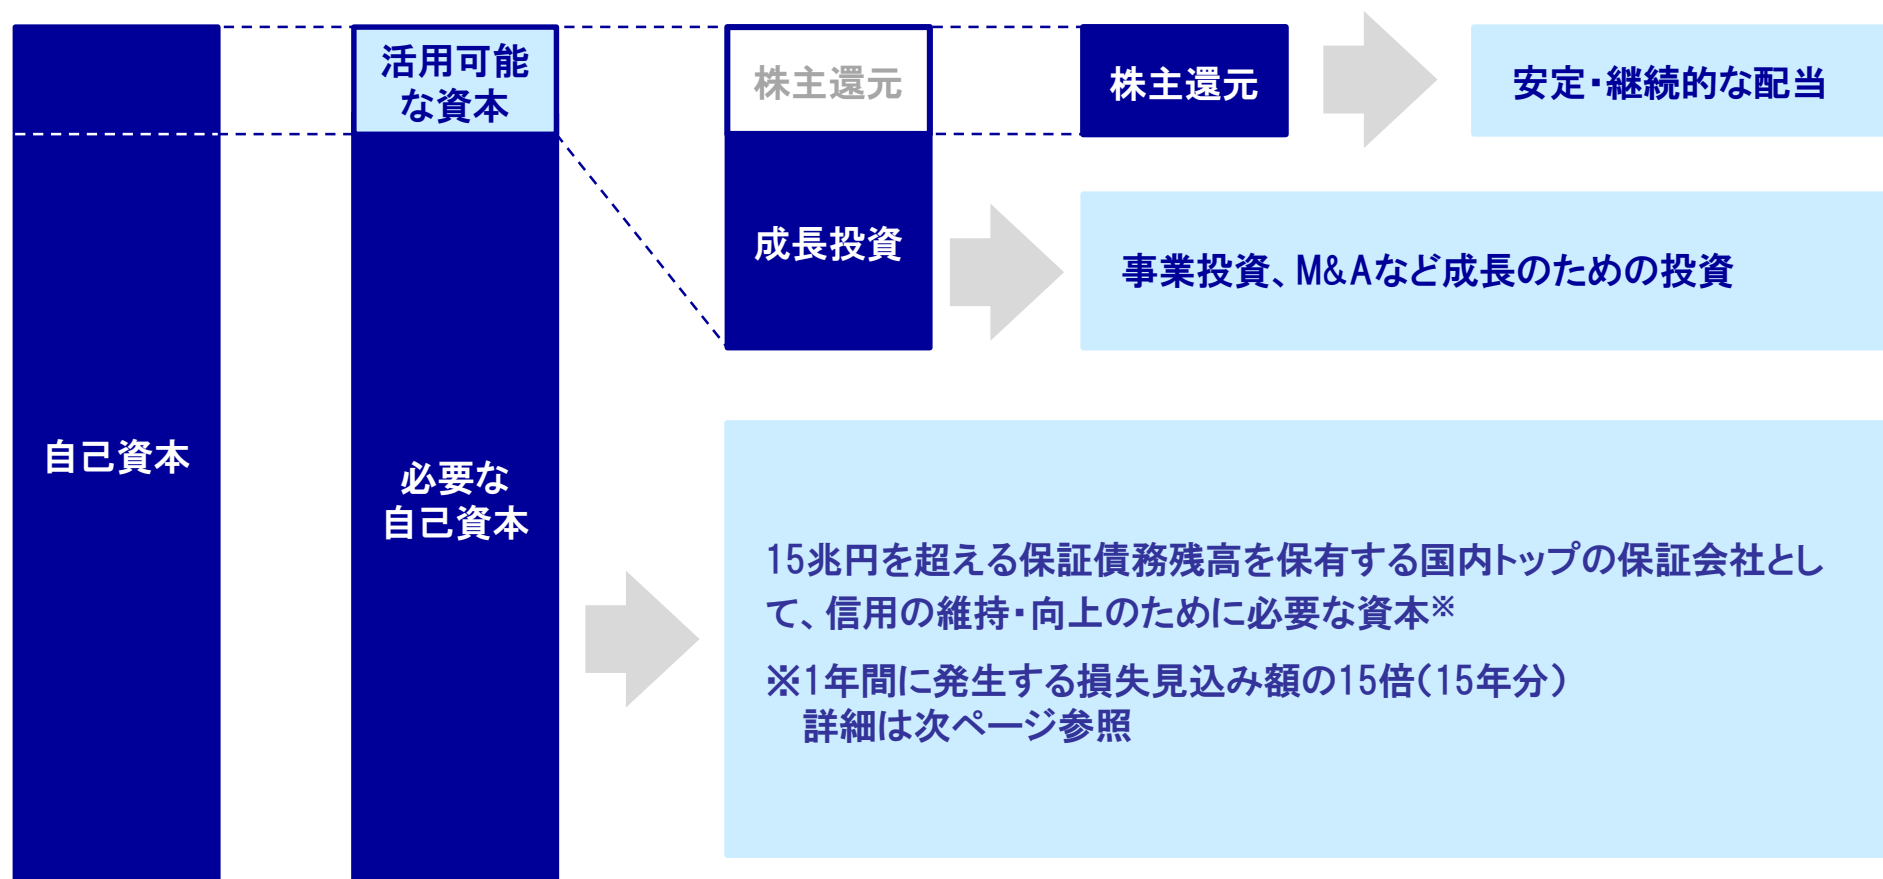 自己資本
活用可能
な資本
必要な
自己資本
株主還元
成長投資
株主還元
安定・継続的な配当
事業投資、M&Aなど成長のための投資
15兆円を超える保証債務残高を保有する国内トップの保証会社とし
て、信用の維持・向上のために必要な資本※
※1年間に発生する損失見込み額の15倍(15年分)
詳細は次ページ参照